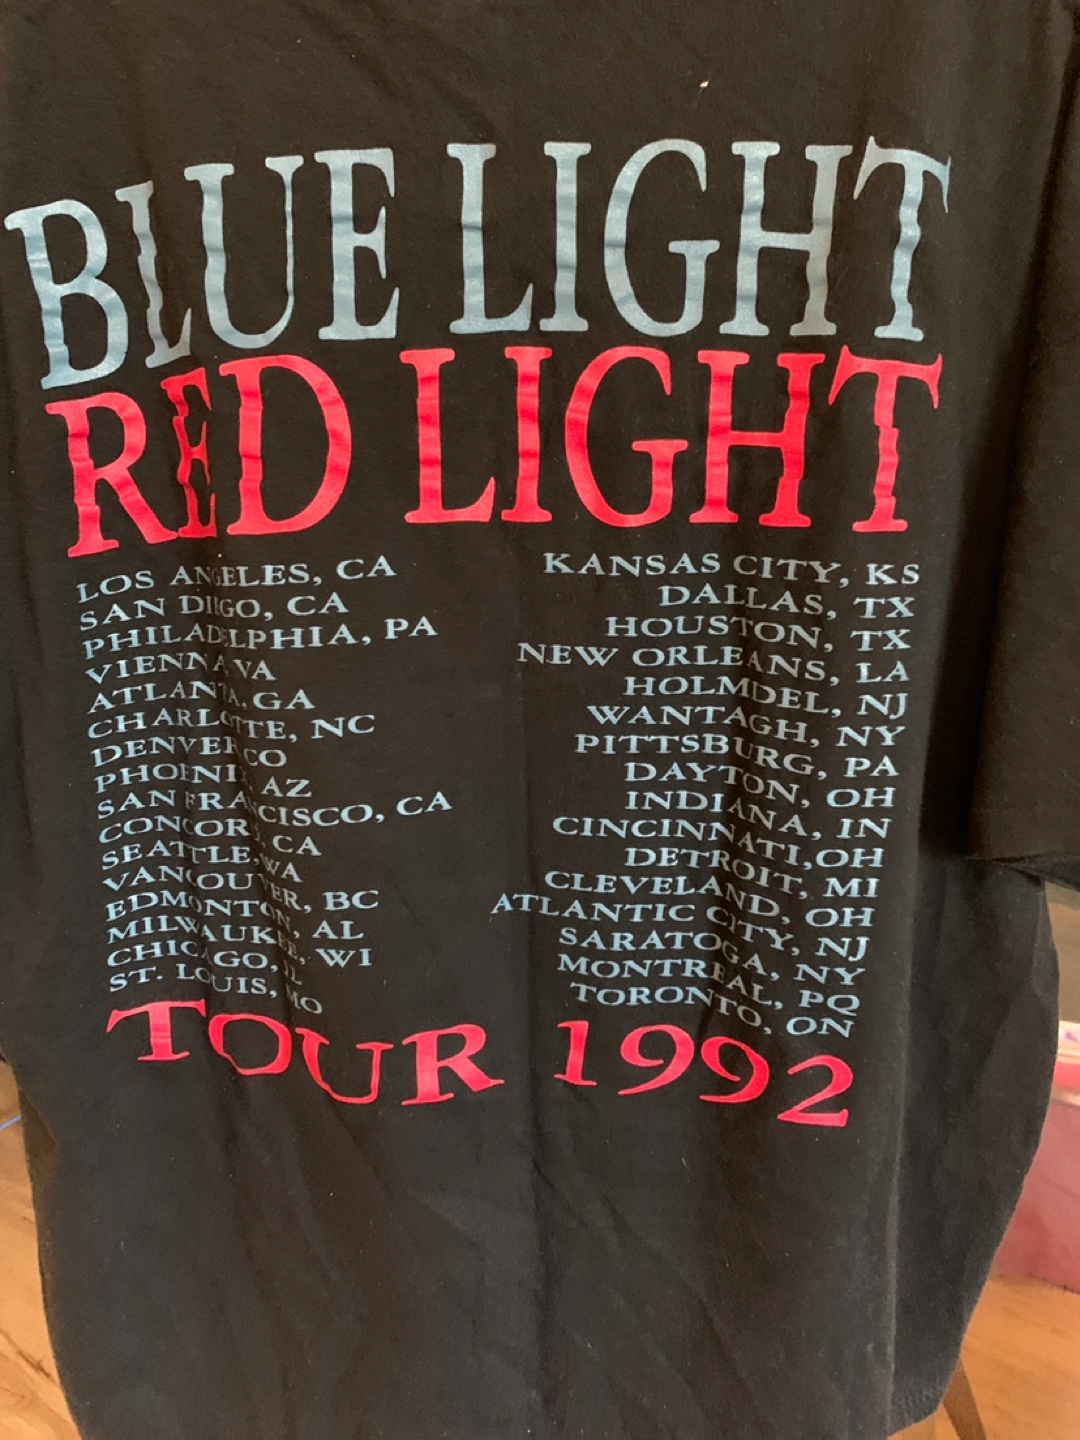 BLUE LIGHT
RED LIGHT
LOS ANGELES, CA
SAN DIEGO, CA
PHILADELPHIA, PA
VIENNA VA
ATLANTA, GA
CHARLOTTE, NC
DENVER CO
PHOENIX AZ
SAN FRANCISCO, CA
CONCORD, CA
SEATTLE, WA
VANCOUVER, BC
EDMONTON, AL
MILWAUKEE, WI
CHICAGO, IL
ST. LOUIS, MO
KANSAS CITY, KS
DALLAS, TX
HOUSTON, TX
NEW ORLEANS, LA
HOLMDEL, NJ
WANTAGH, NY
PITTSBURG, PA
DAYTON, OH
INDIANA, IN
CINCINNATI,OH
DETROIT, MI
CLEVELAND, OH
ATLANTIC CITY, NJ
SARATOGA, NY
MONTREAL, PQ
TORONTO, ON
TOUR 1992